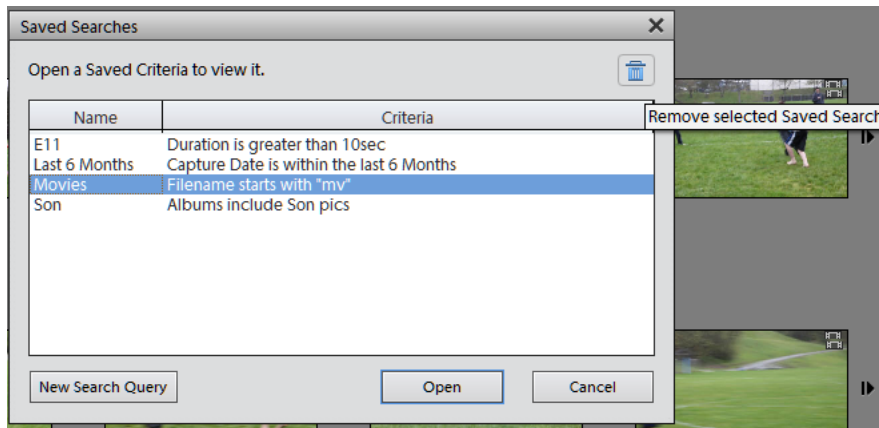 Saved Searches
Open a Saved Criteria to view it.
Remove selected Saved Search
Name Criteria
E11 Duration is greater than 10sec
Last 6 Months Capture Date is within the last 6 Months
Movies Filename starts with "mv"
Son Albums include Son pics
New Search Query Open Cancel